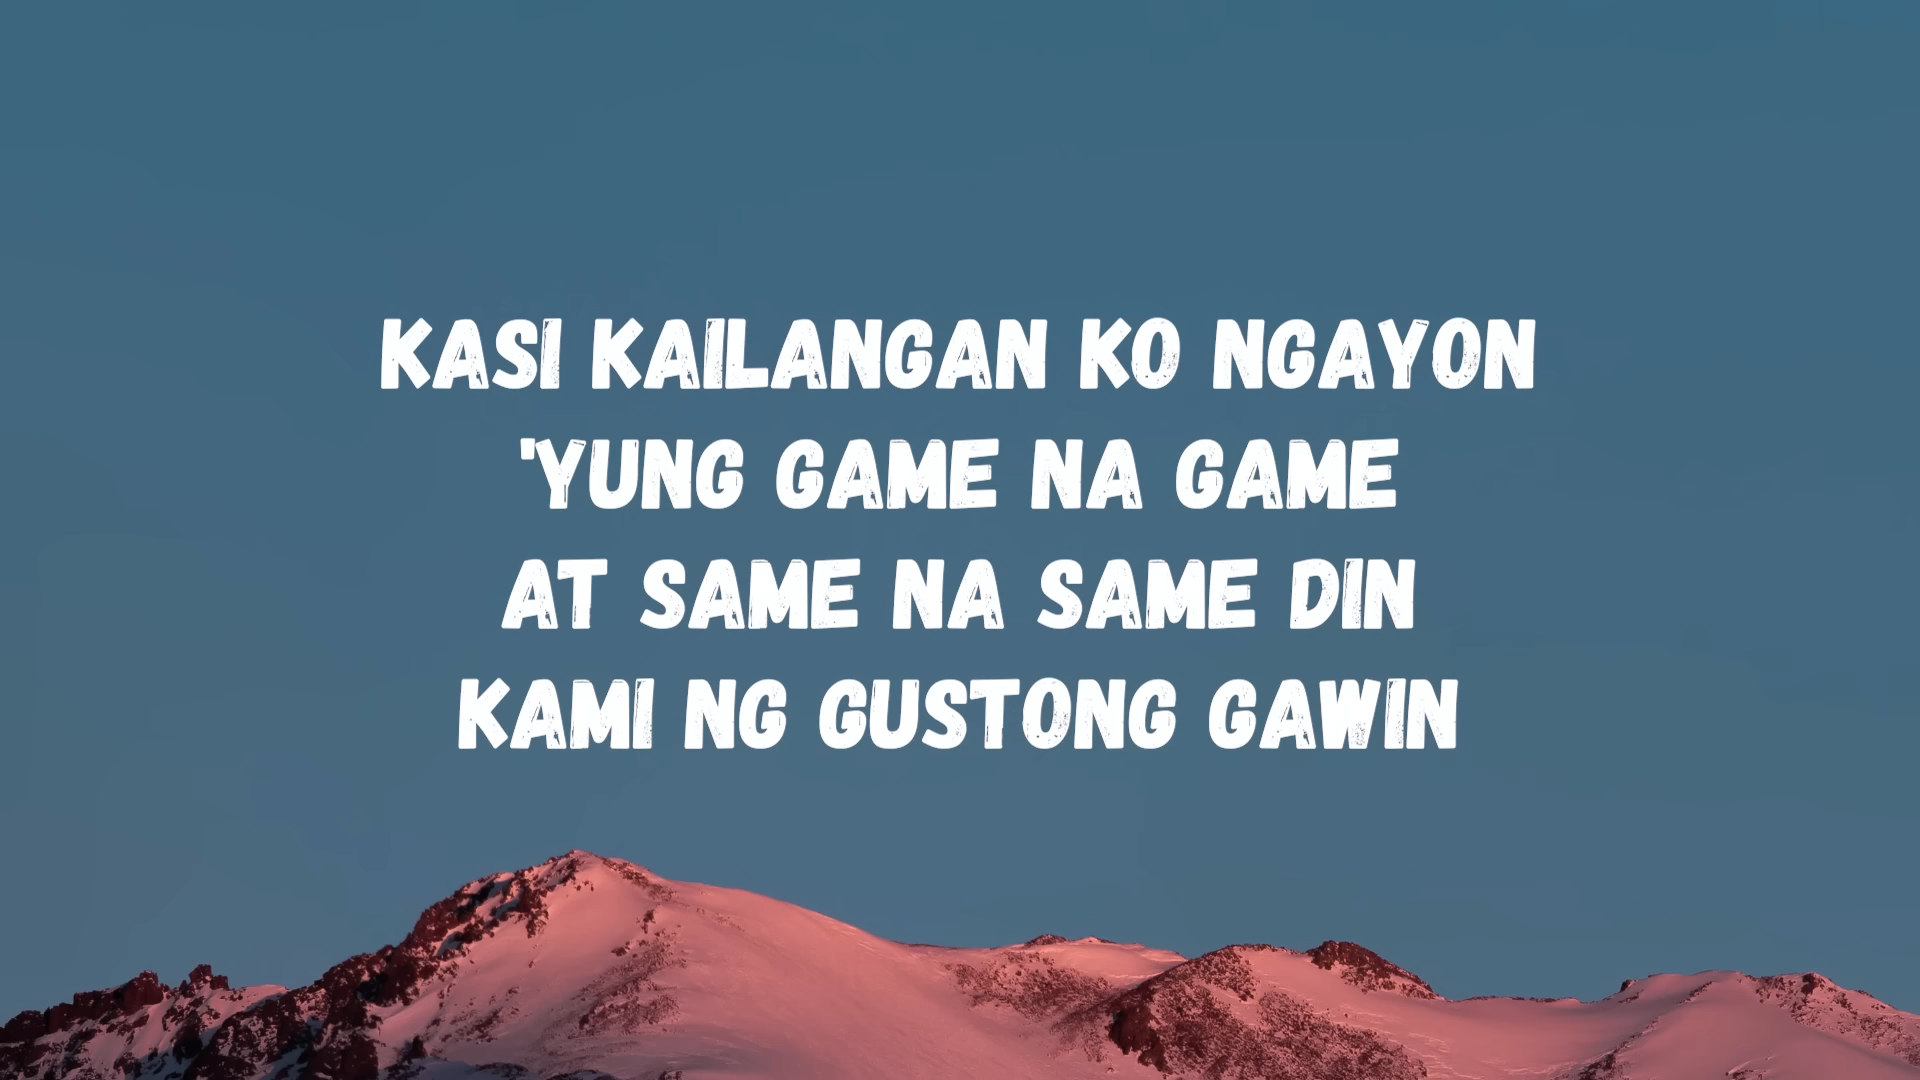 KASI KAILANGAN KO NGAYON
'YUNG GAME NA GAME
AT SAME NA SAME DIN
KAMI NG GUSTONG GAWIN